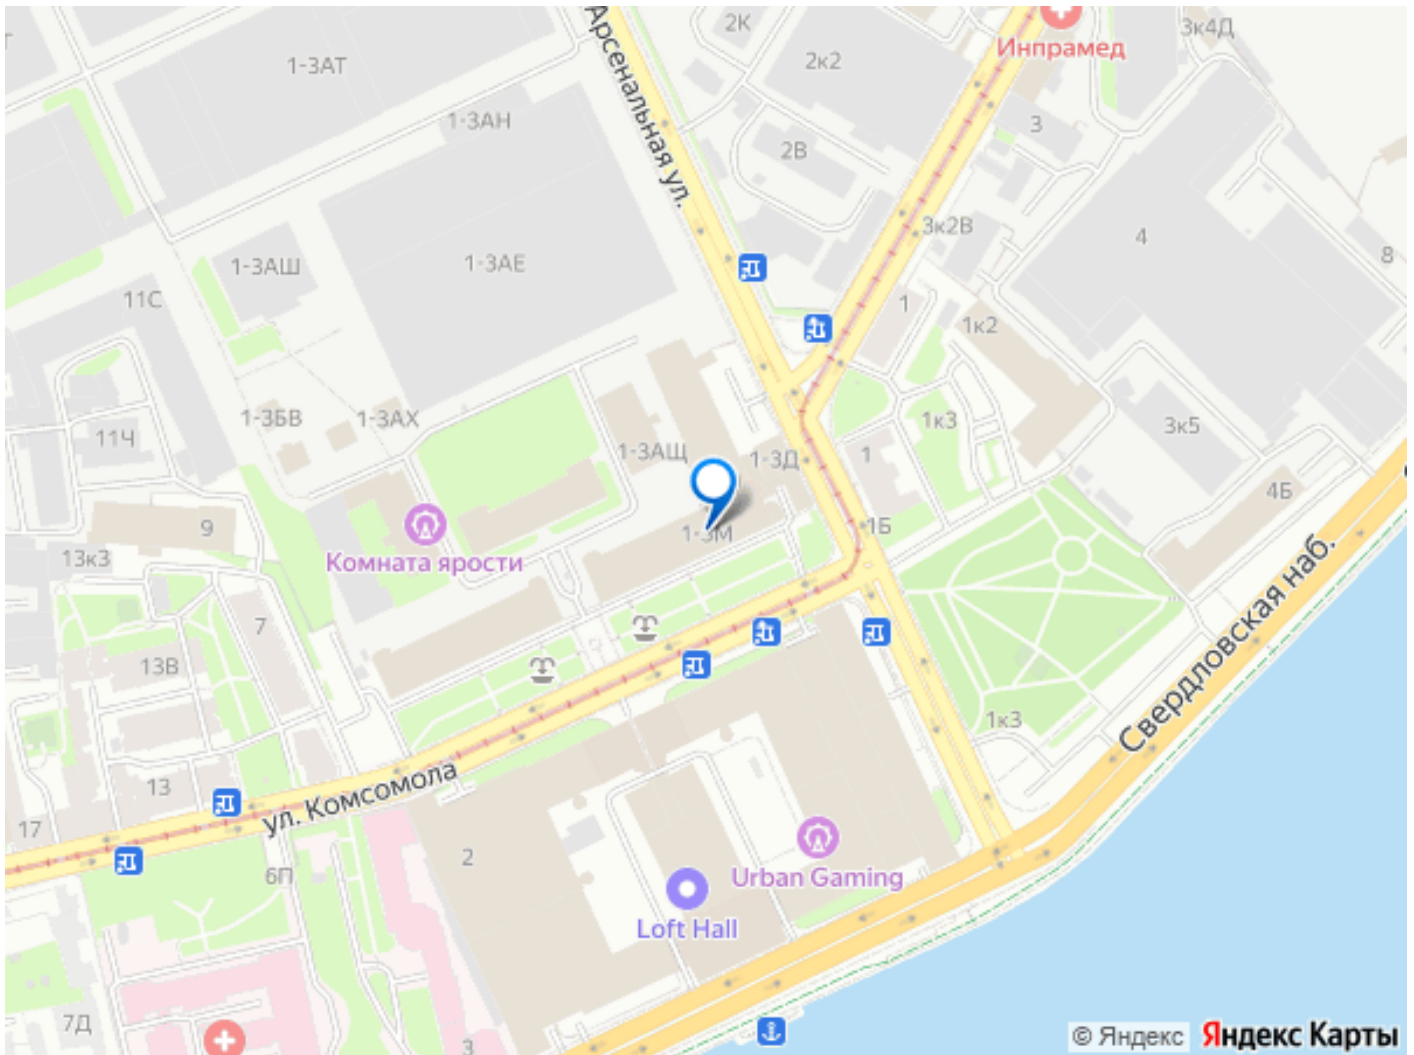 2К
3к4Д
Инпрамед
2к2
1-3АТ
Арсенальная ул.
1-3АН
3
2В
3к2В
4
8
1-3АШ
1-3АЕ
11С
1
1к2
1-3БВ
1-3АХ
1к3
3к5
11Ч
1-3АЩ
1-3Д
1
4Б
9
1Б
1-3М
Комната ярости
13к3
7
13В
Свердловская наб.
1к3
13
ул. Комсомола
17
2
6П
Urban Gaming
Loft Hall
7Д
3
© Яндекс Яндекс Карты